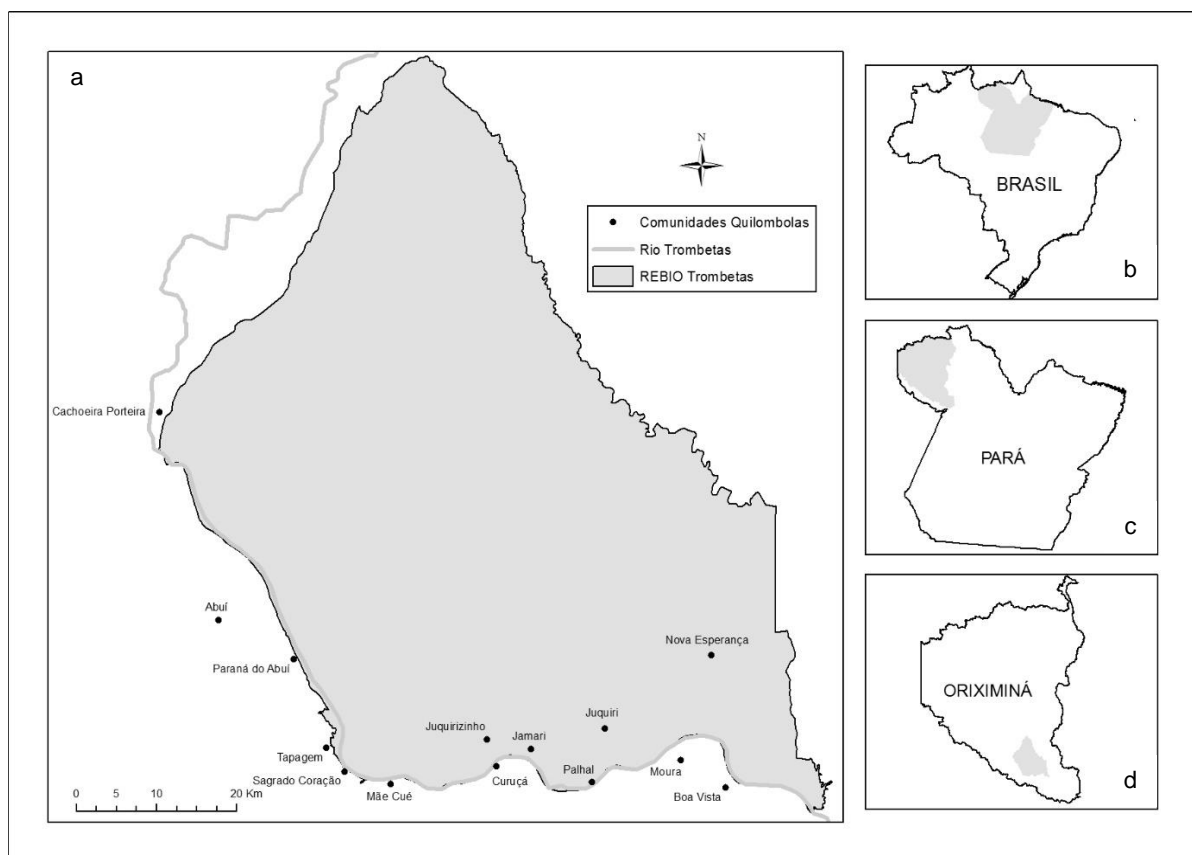 a
N
Comunidades Quilombolas
Rio Trombetas
REBIO Trombetas
Cachoeira Porteira
Abuí
Paraná do Abuí
Nova Esperança
Juquiri
Juquirizinho
Jamari
Tapagem
Sagrado Coração
Mãe Cué
Curuçá
Palhal
Moura
Boa Vista
0 5 10 20 Km
BRASIL
b
PARÁ
c
ORIXIMINÁ
d